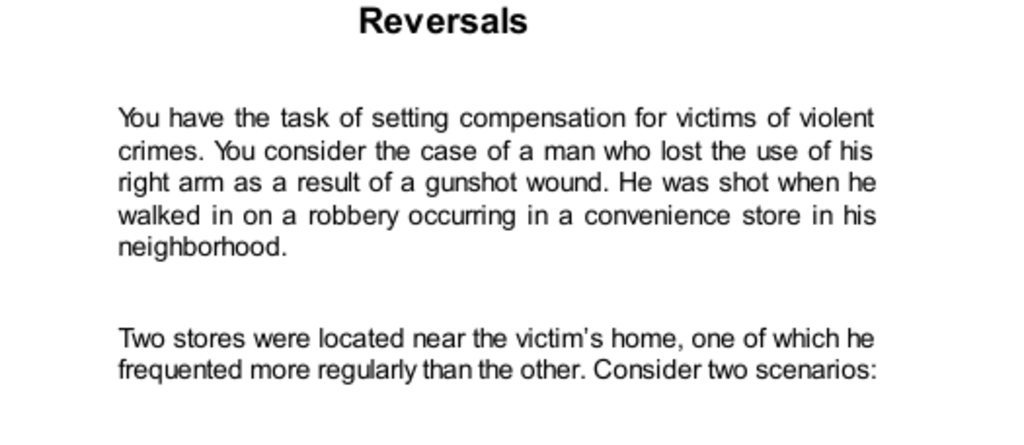 Reversals
You have the task of setting compensation for victims of violent
crimes. You consider the case of a man who lost the use of his
right arm as a result of a gunshot wound. He was shot when he
walked in on a robbery occurring in a convenience store in his
neighborhood.
Two stores were located near the victim's home, one of which he
frequented more regularly than the other. Consider two scenarios: